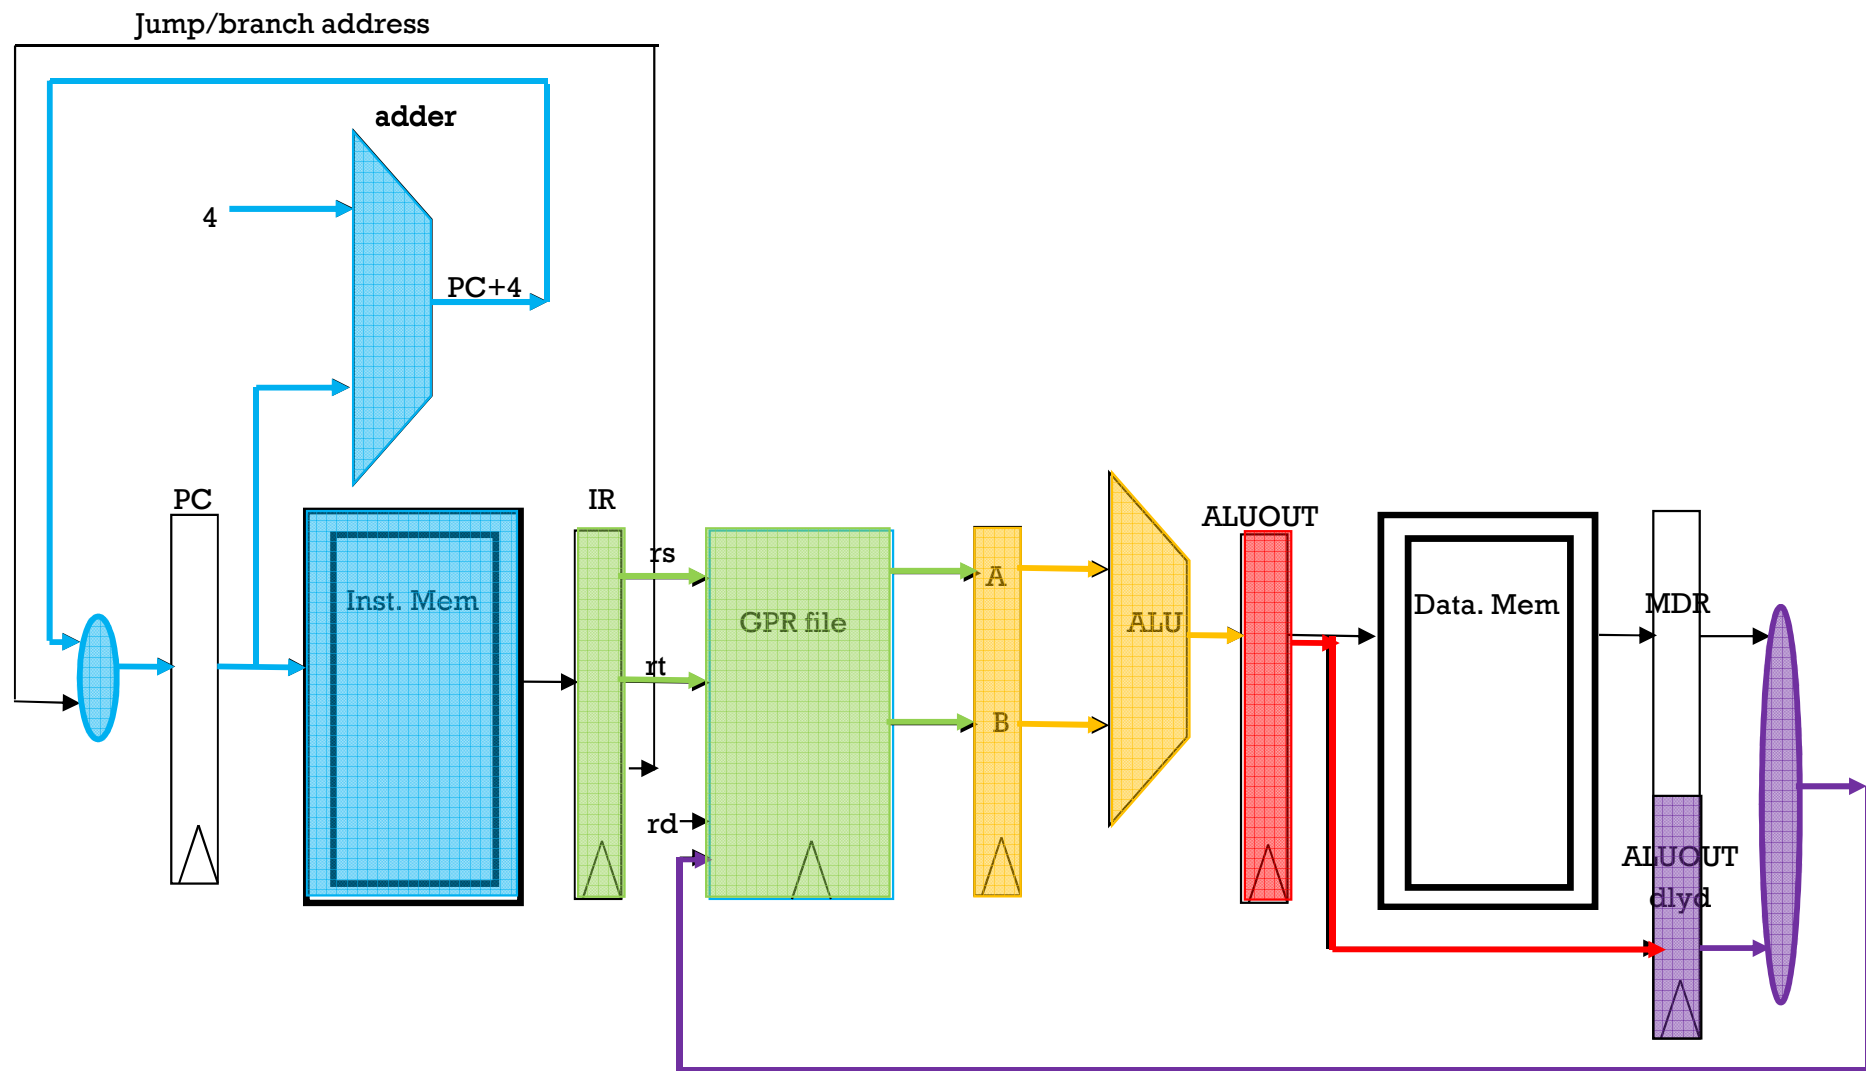 Jump/branch address
adder
4
PC+4
PC
IR
ALUOUT
rs
Inst. Mem
GPR file
A
ALU
Data. Mem
MDR
rt
B
rd
ALUOUT
dlyd